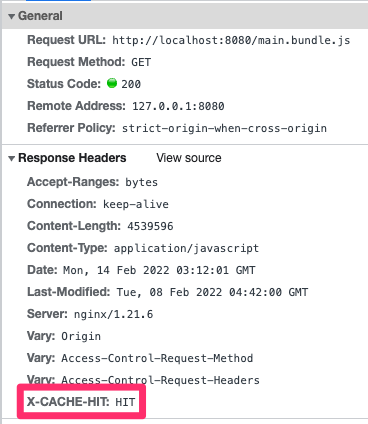 General
Request URL: http://localhost:8080/main.bundle.js
Request Method: GET
Status Code: 200
Remote Address: 127.0.0.1:8080
Referrer Policy: strict-origin-when-cross-origin
Response Headers View source
Accept-Ranges: bytes
Connection: keep-alive
Content-Length: 4539596
Content-Type: application/javascript
Date: Mon, 14 Feb 2022 03:12:01 GMT
Last-Modified: Tue, 08 Feb 2022 04:42:00 GMT
Server: nginx/1.21.6
Vary: Origin
Vary: Access-Control-Request-Method
Vary: Access-Control-Request-Headers
X-CACHE-HIT: HIT